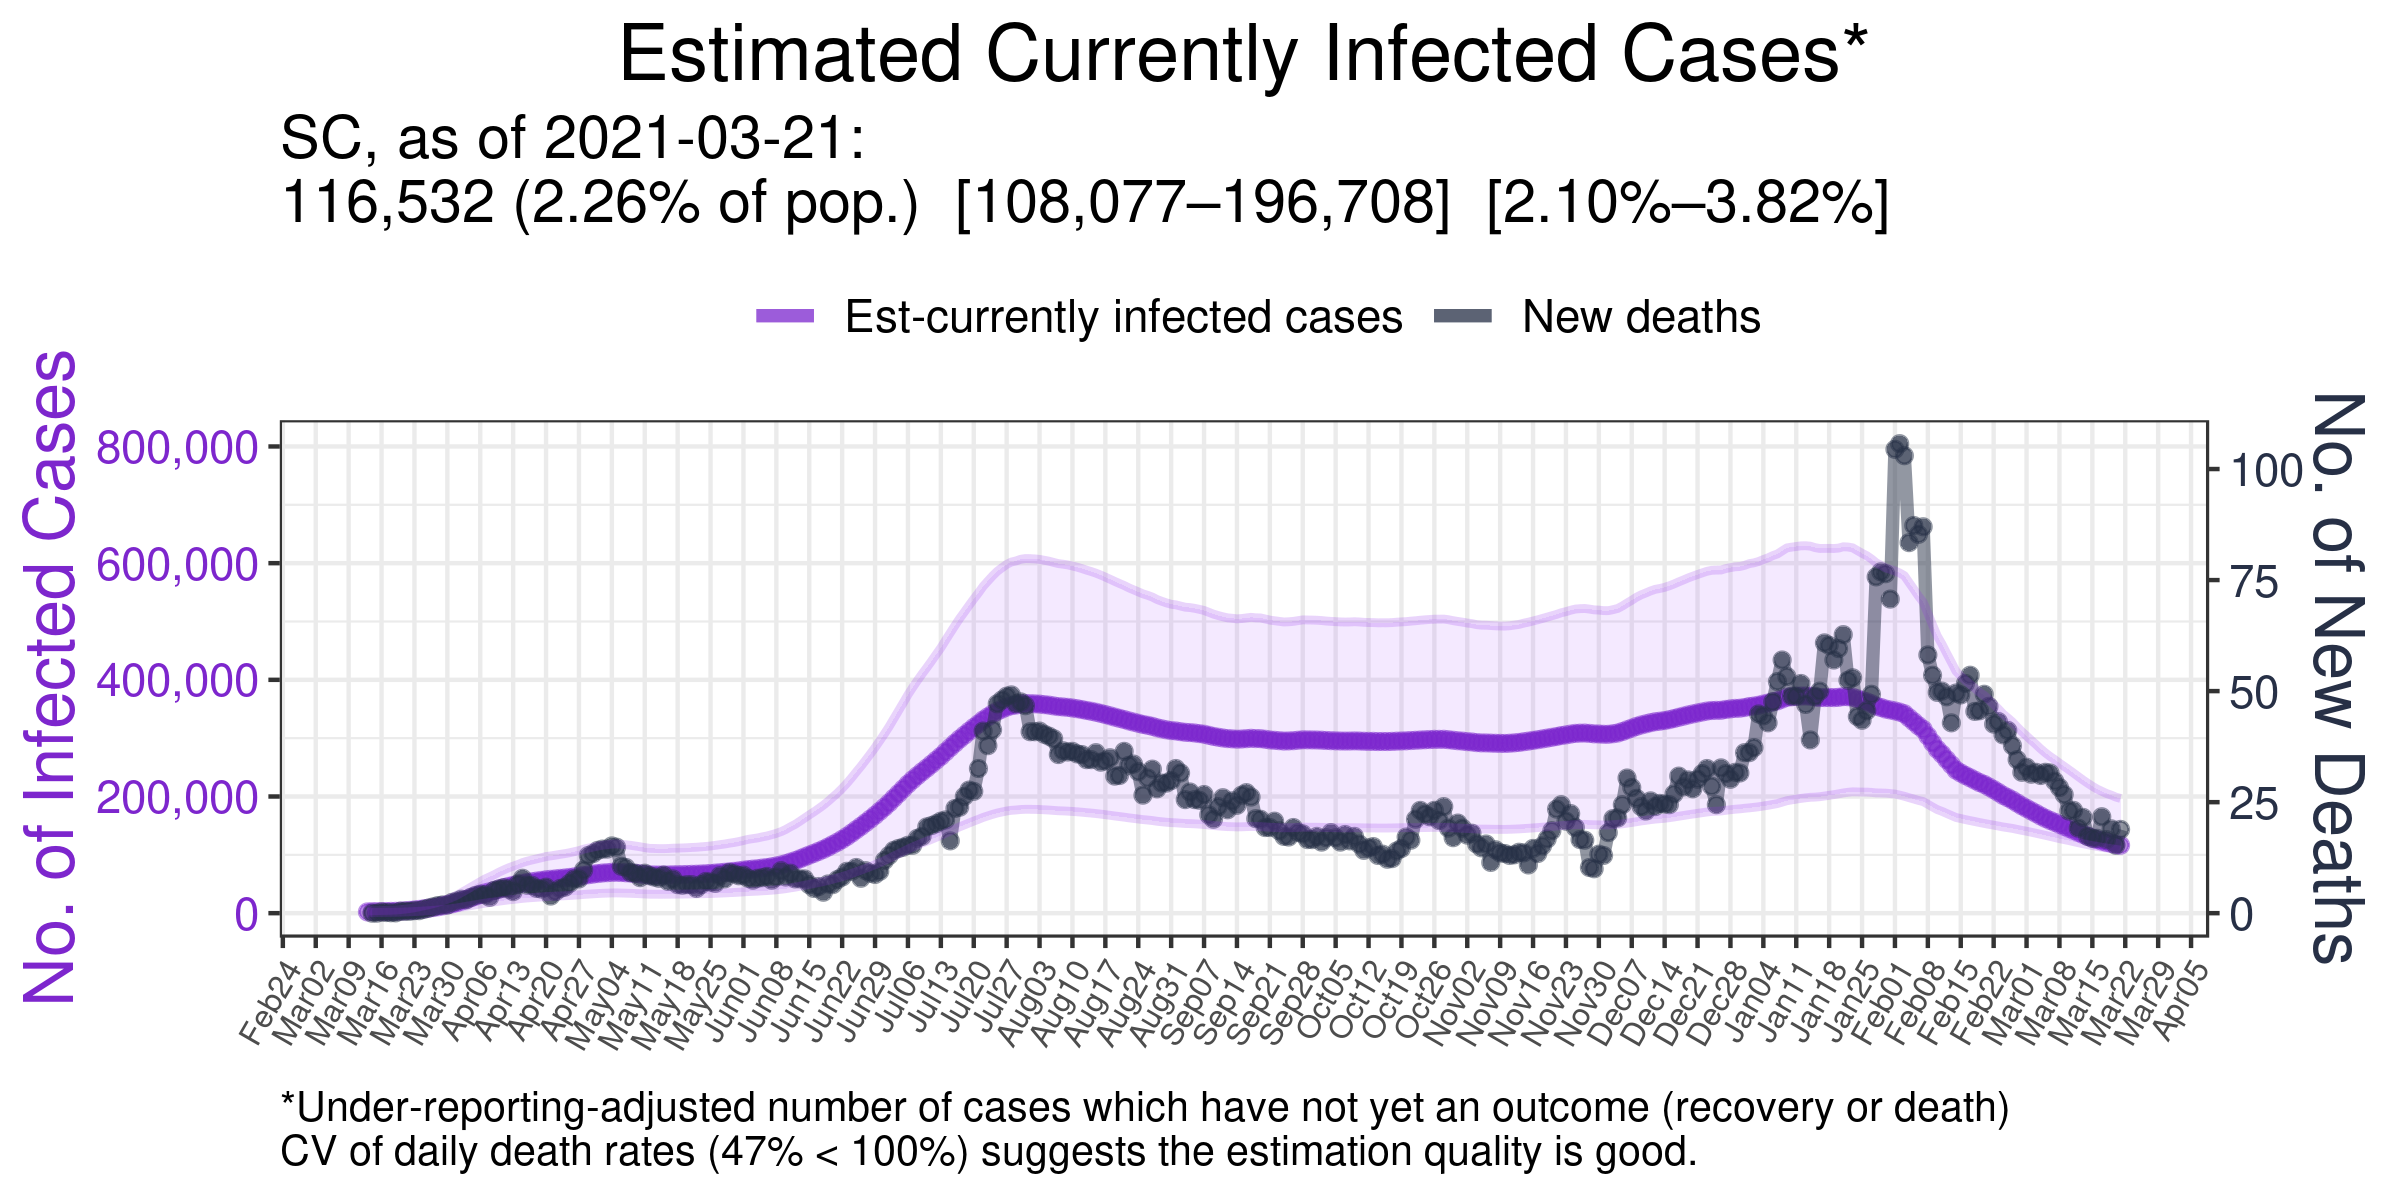 Estimated Currently Infected Cases*
SC, as of 2021-03-21:
116,532 (2.26% of pop.)  [108,077–196,708]  [2.10%–3.82%]
Est-currently infected cases
New deaths
No. of Infected Cases
800,000
600,000
400,000
200,000
0
100
75
50
25
0
No. of New Deaths
Feb24
Mar02
Mar09
Mar16
Mar23
Mar30
Apr06
Apr13
Apr20
Apr27
May04
May11
May18
May25
Jun01
Jun08
Jun15
Jun22
Jun29
Jul06
Jul13
Jul20
Jul27
Aug03
Aug10
Aug17
Aug24
Aug31
Sep07
Sep14
Sep21
Sep28
Oct05
Oct12
Oct19
Oct26
Nov02
Nov09
Nov16
Nov23
Nov30
Dec07
Dec14
Dec21
Dec28
Jan04
Jan11
Jan18
Jan25
Feb01
Feb08
Feb15
Feb22
Mar01
Mar08
Mar15
Mar22
Mar29
Apr05
*Under-reporting-adjusted number of cases which have not yet an outcome (recovery or death)
CV of daily death rates (47% < 100%) suggests the estimation quality is good.